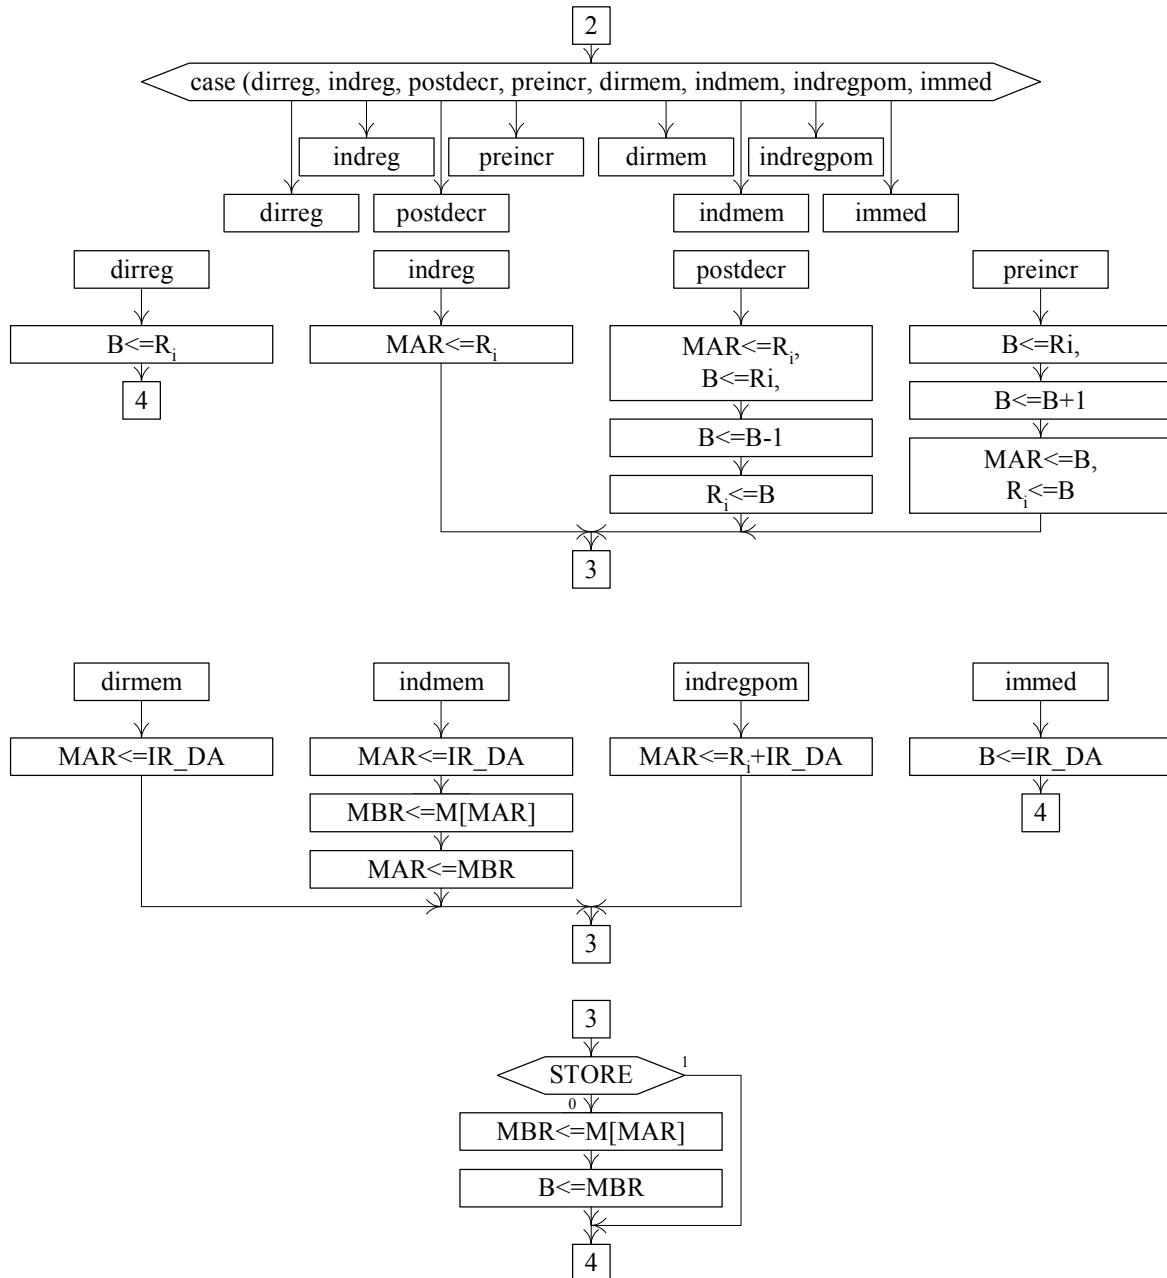 2
case (dirreg, indreg, postdecr, preincr, dirmem, indmem, indregpom, immed
indreg
preincr
dirmem
indregpom
dirreg
postdecr
indmem
immed
dirreg
indreg
postdecr
preincr
B<=Ri
MAR<=Ri
MAR<=Ri,
B<=Ri,
B<=Ri,
4
B<=B+1
B<=B-1
MAR<=B,
Ri<=B
Ri<=B
3
dirmem
indmem
indregpom
immed
MAR<=IR_DA
MAR<=IR_DA
MAR<=Ri+IR_DA
B<=IR_DA
MBR<=M[MAR]
4
MAR<=MBR
3
3
STORE
1
0
MBR<=M[MAR]
B<=MBR
4